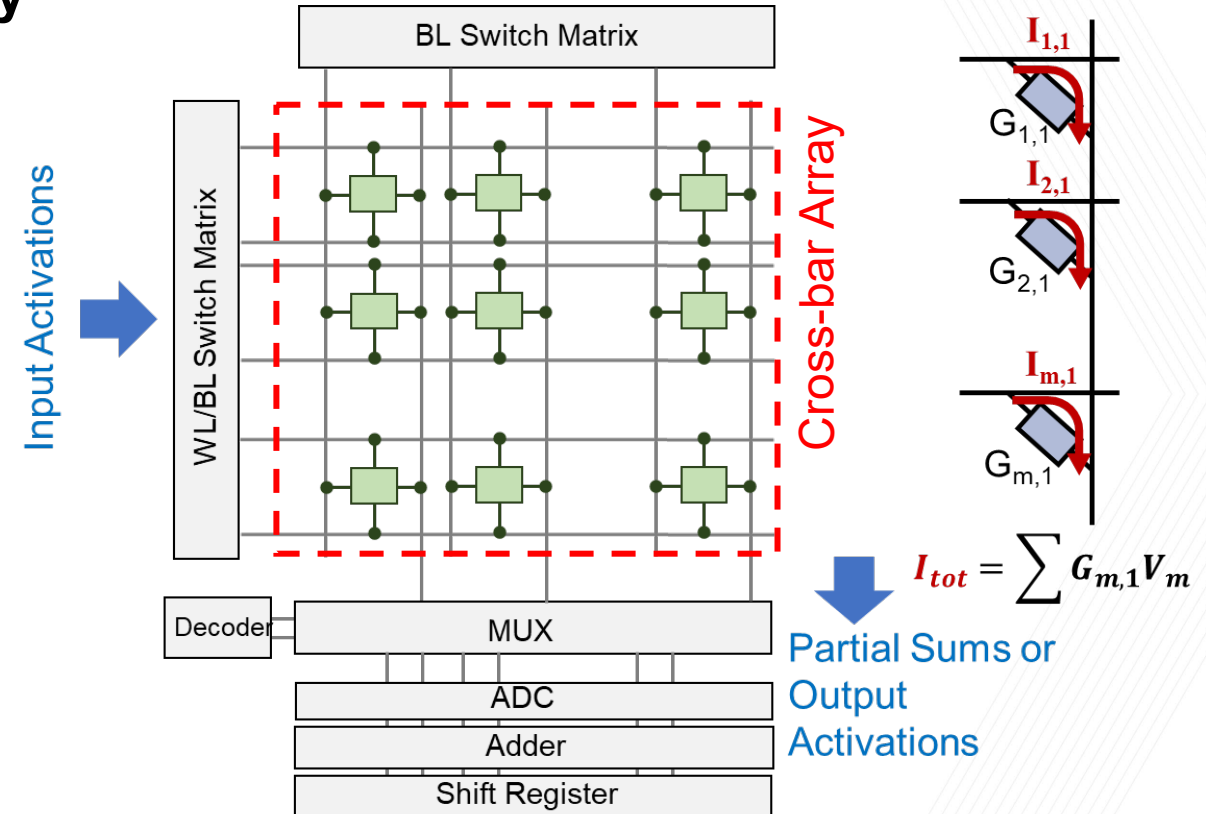 y
BL Switch Matrix
Input Activations
WL/BL Switch Matrix
Cross-bar Array
I1,1
G1,1
I2,1
G2,1
Im,1
Gm,1
Itot = ∑ Gm,1Vm
Decoder
MUX
ADC
Adder
Shift Register
Partial Sums or
Output
Activations